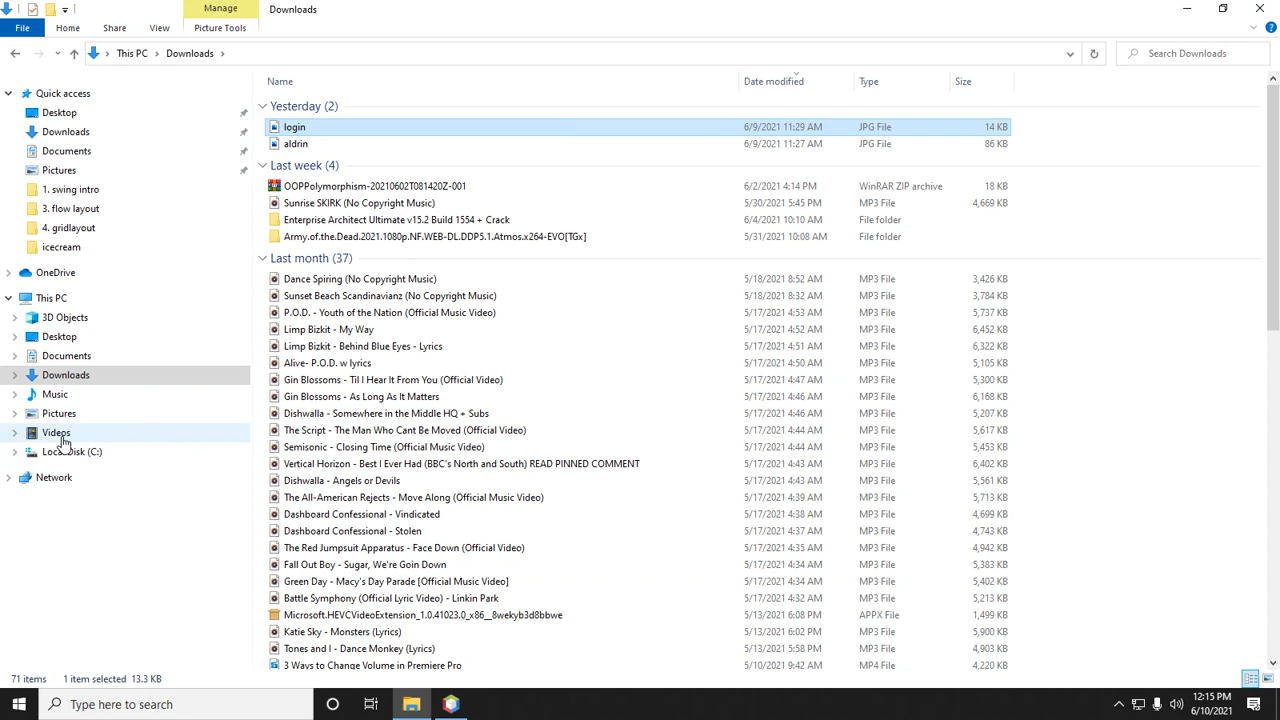 Manage
Downloads
File
Home
Share
View
Picture Tools
This PC
Downloads
Search Downloads
Name
Date modified
Type
Size
Quick access
Desktop
Downloads
Documents
Pictures
1. swing intro
3. flow layout
4. gridlayout
icecream
OneDrive
This PC
3D Objects
Desktop
Documents
Downloads
Music
Pictures
Videos
Local Disk (C:)
Network
Yesterday (2)
login 6/9/2021 11:29 AM JPG File 14 KB
aldrin 6/9/2021 11:27 AM JPG File 86 KB
Last week (4)
OOPPolymorphism-20210602T081420Z-001 6/2/2021 4:14 PM WinRAR ZIP archive 18 KB
Sunrise SKIRK (No Copyright Music) 5/30/2021 5:45 PM MP3 File 4,669 KB
Enterprise Architect Ultimate v15.2 Build 1554 + Crack 6/4/2021 10:10 AM File folder
Army.of.the.Dead.2021.1080p.NF.WEB-DL.DDP5.1.Atmos.x264-EVO[TGx] 5/31/2021 10:08 AM File folder
Last month (37)
Dance Spiring (No Copyright Music) 5/18/2021 8:52 AM MP3 File 3,426 KB
Sunset Beach Scandinavianz (No Copyright Music) 5/18/2021 8:32 AM MP3 File 3,784 KB
P.O.D. - Youth of the Nation (Official Music Video) 5/17/2021 4:53 AM MP3 File 5,737 KB
Limp Bizkit - My Way 5/17/2021 4:52 AM MP3 File 6,452 KB
Limp Bizkit - Behind Blue Eyes - Lyrics 5/17/2021 4:51 AM MP3 File 6,322 KB
Alive- P.O.D. w lyrics 5/17/2021 4:50 AM MP3 File 5,105 KB
Gin Blossoms - Til I Hear It From You (Official Video) 5/17/2021 4:47 AM MP3 File 5,300 KB
Gin Blossoms - As Long As It Matters 5/17/2021 4:46 AM MP3 File 6,168 KB
Dishwalla - Somewhere in the Middle HQ + Subs 5/17/2021 4:46 AM MP3 File 5,207 KB
The Script - The Man Who Cant Be Moved (Official Video) 5/17/2021 4:45 AM MP3 File 5,617 KB
Semisonic - Closing Time (Official Music Video) 5/17/2021 4:44 AM MP3 File 5,453 KB
Vertical Horizon - Best I Ever Had (BBC's North and South) READ PINNED COMMENT 5/17/2021 4:43 AM MP3 File 6,402 KB
Dishwalla - Angels or Devils 5/17/2021 4:43 AM MP3 File 5,561 KB
The All-American Rejects - Move Along (Official Music Video) 5/17/2021 4:39 AM MP3 File 5,713 KB
Dashboard Confessional - Vindicated 5/17/2021 4:38 AM MP3 File 4,699 KB
Dashboard Confessional - Stolen 5/17/2021 4:37 AM MP3 File 4,743 KB
The Red Jumpsuit Apparatus - Face Down (Official Video) 5/17/2021 4:35 AM MP3 File 4,942 KB
Fall Out Boy - Sugar, We're Goin Down 5/17/2021 4:34 AM MP3 File 5,383 KB
Green Day - Macy's Day Parade [Official Music Video] 5/17/2021 4:34 AM MP3 File 5,402 KB
Battle Symphony (Official Lyric Video) - Linkin Park 5/17/2021 4:32 AM MP3 File 5,213 KB
Microsoft.HEVCVideoExtension_1.0.41023.0_x86__8wekyb3d8bbwe 5/13/2021 6:08 PM APPX File 1,499 KB
Katie Sky - Monsters (Lyrics) 5/13/2021 6:02 PM MP3 File 5,900 KB
Tones and I - Dance Monkey (Lyrics) 5/13/2021 5:58 PM MP3 File 4,903 KB
3 Ways to Change Volume in Premiere Pro 5/10/2021 9:42 AM MP4 File 4,220 KB
71 items 1 item selected 13.3 KB
Type here to search
12:15 PM
6/10/2021